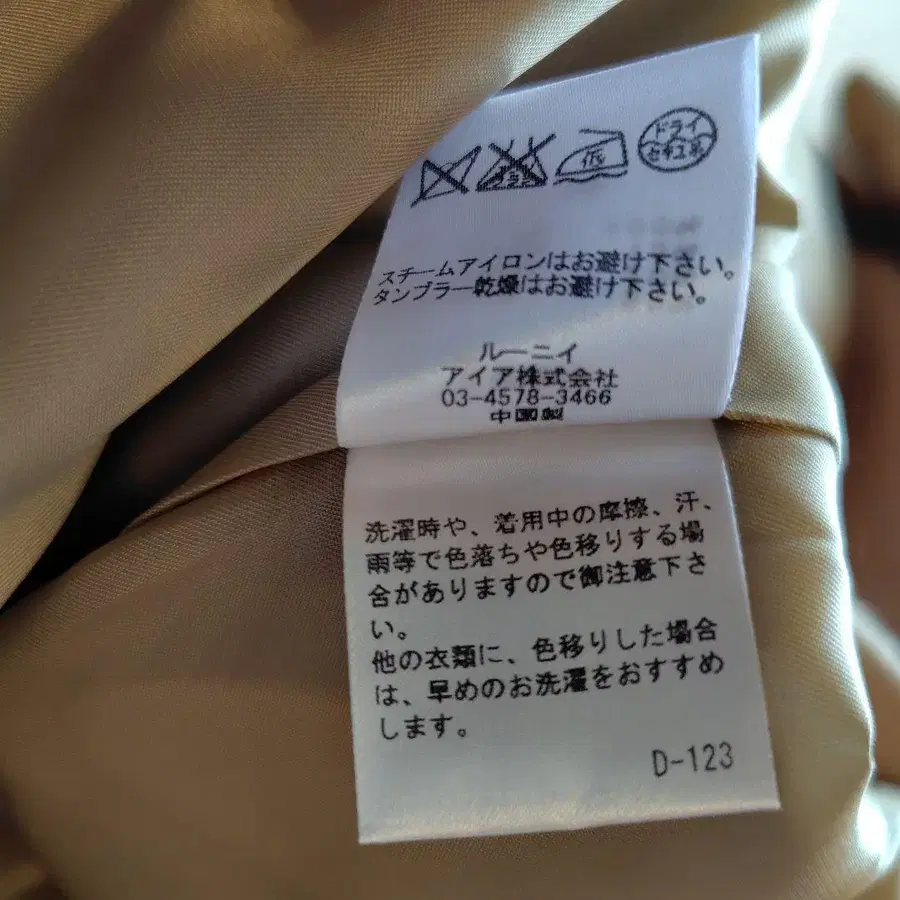 ドライ
セキユ系
低
エンソ
サラシ
スチームアイロンはお避け下さい。
タンブラー乾燥はお避け下さい。
ルーニィ
アイア株式会社
03-4578-3466
中国製
洗濯時や、着用中の摩擦、汗、
雨等で色落ちや色移りする場
合がありますので御注意下さ
い。
他の衣類に、色移りした場合
は、早めのお洗濯をおすすめ
します。
D-123